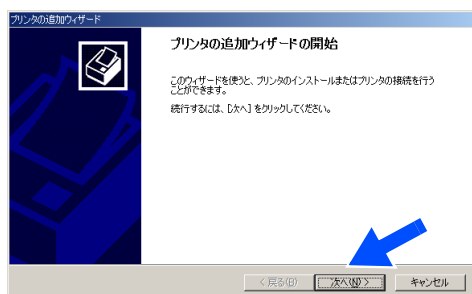 プリンタの追加ウィザード
プリンタの追加ウィザードの開始
このウィザードを使うと、プリンタのインストールまたはプリンタの接続を行う
ことができます。
続行するには、[次へ] をクリックしてください。
< 戻る(B)
次へ(N) >
キャンセル